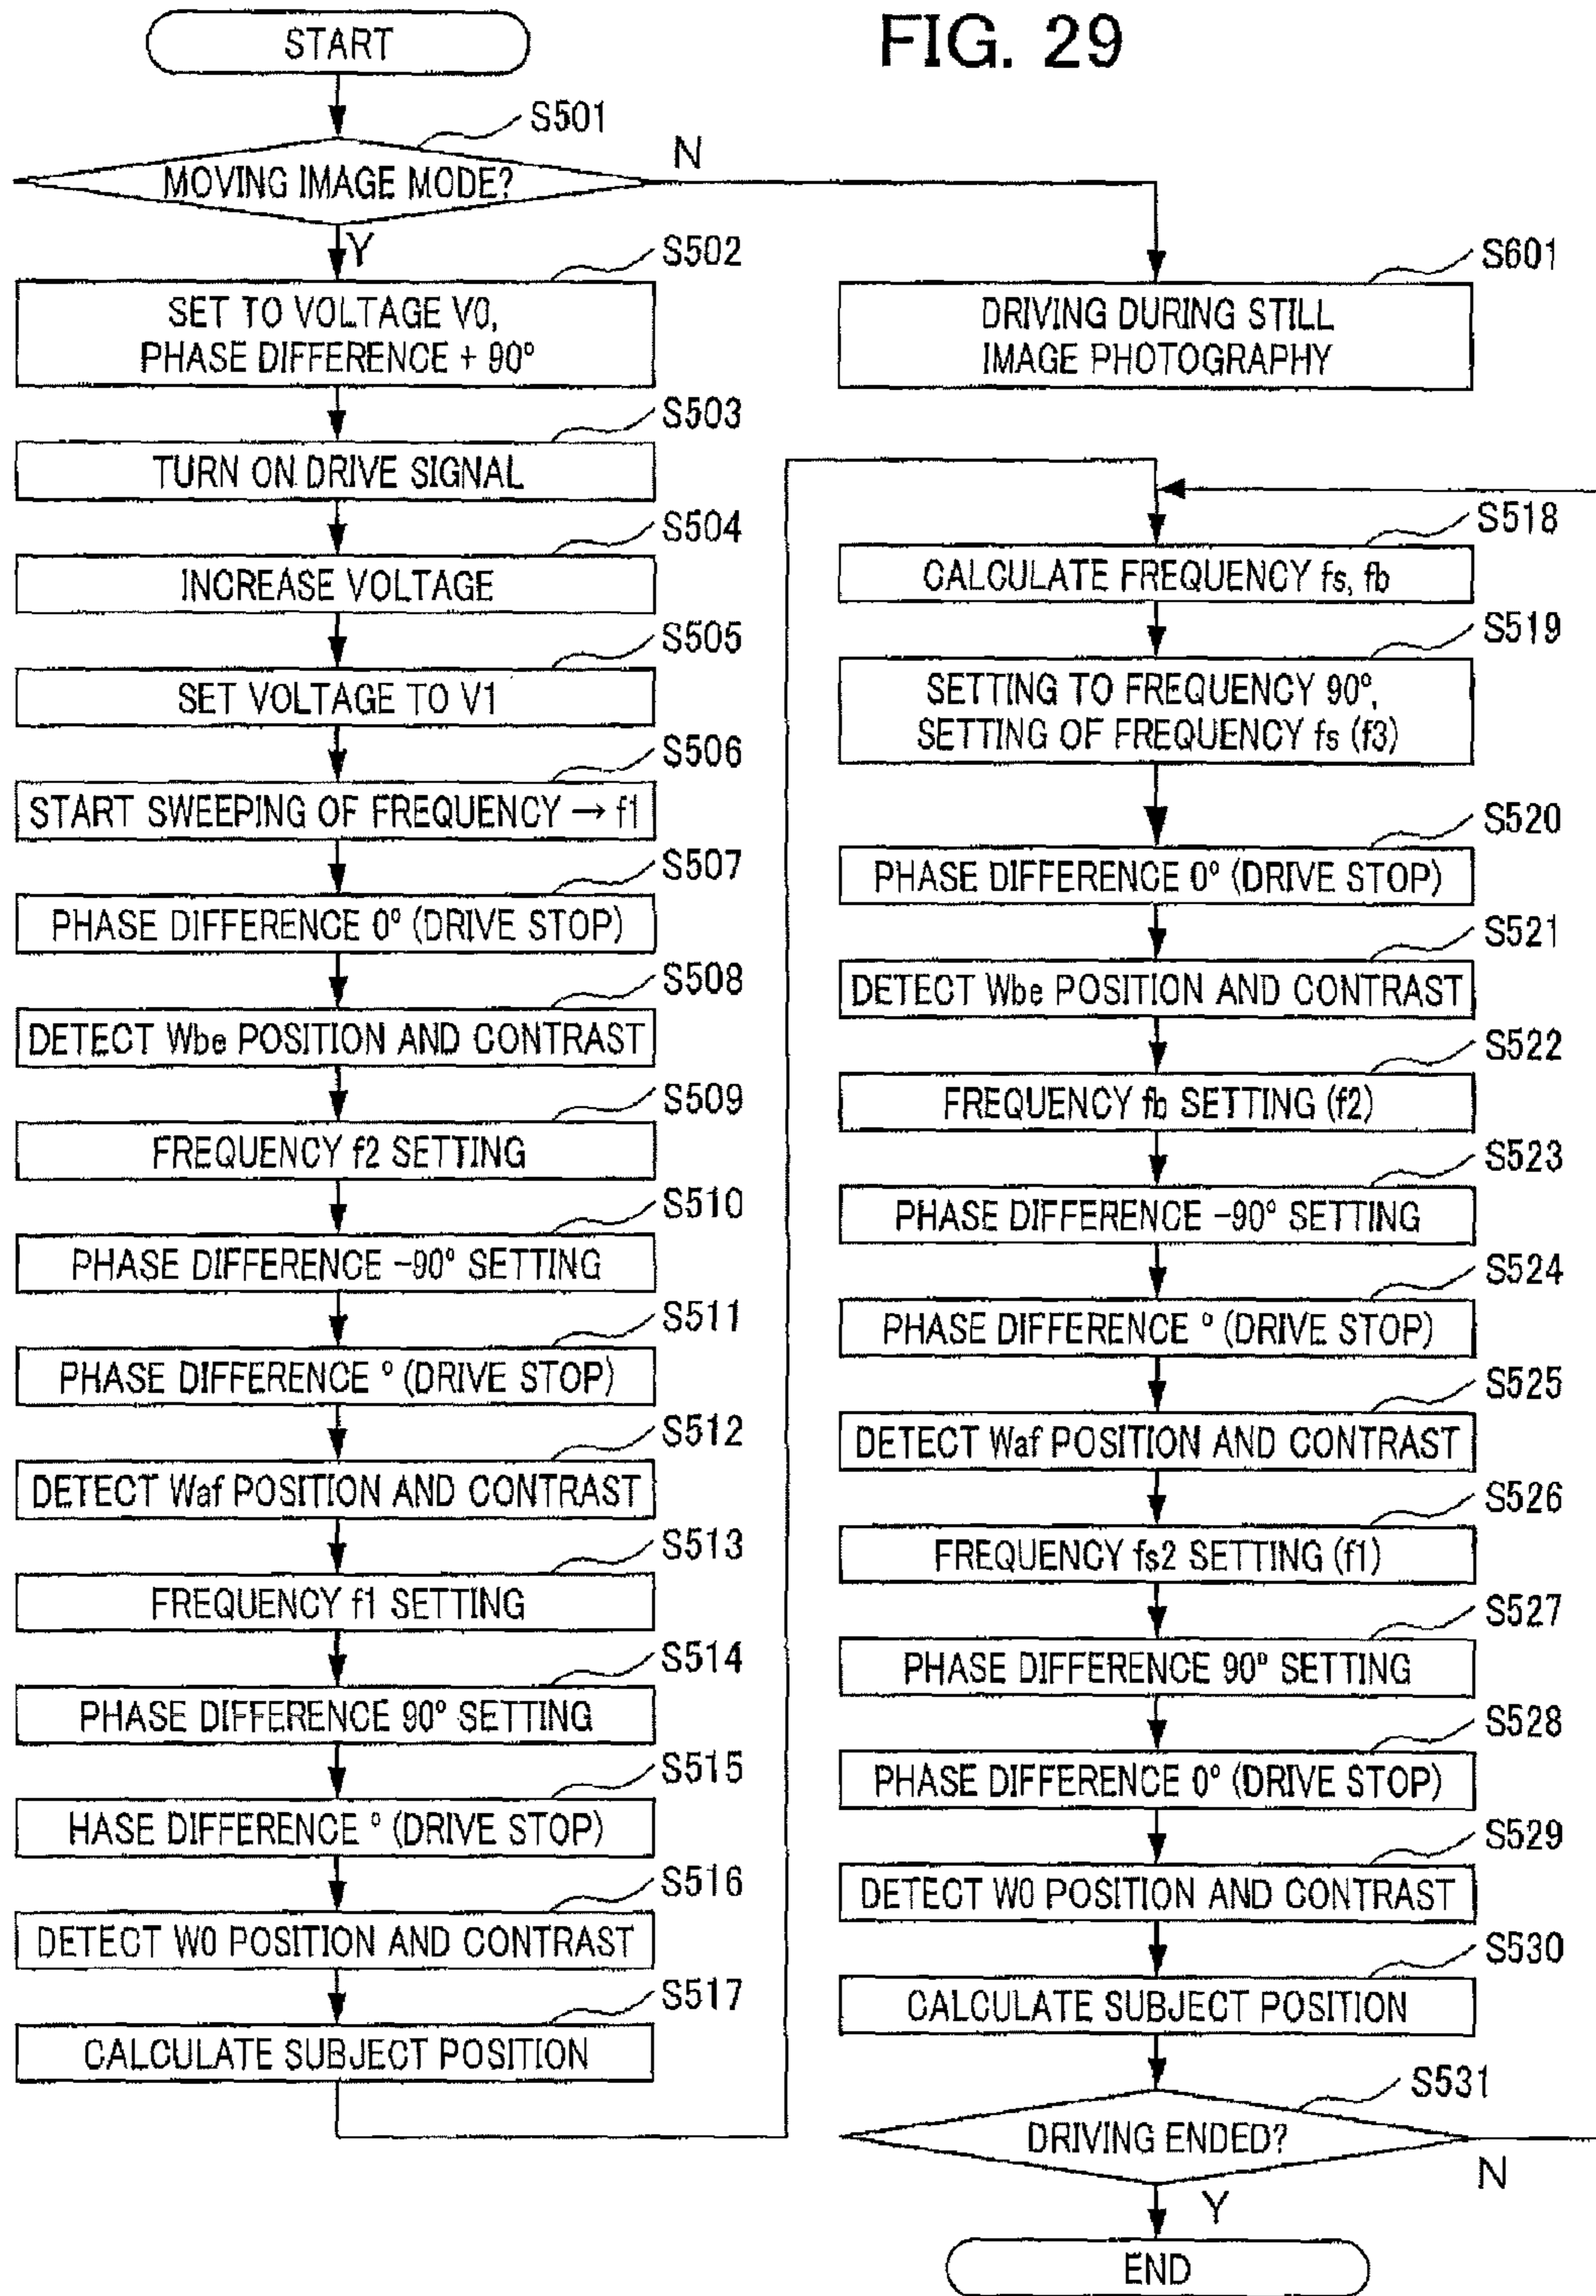 FIG. 29
START
S501
MOVING IMAGE MODE?
N
Y
S502
SET TO VOLTAGE V0,
PHASE DIFFERENCE + 90°
S503
TURN ON DRIVE SIGNAL
S504
INCREASE VOLTAGE
S505
SET VOLTAGE TO V1
S506
START SWEEPING OF FREQUENCY → f1
S507
PHASE DIFFERENCE 0° (DRIVE STOP)
S508
DETECT Wbe POSITION AND CONTRAST
S509
FREQUENCY f2 SETTING
S510
PHASE DIFFERENCE -90° SETTING
S511
PHASE DIFFERENCE ° (DRIVE STOP)
S512
DETECT Waf POSITION AND CONTRAST
S513
FREQUENCY f1 SETTING
S514
PHASE DIFFERENCE 90° SETTING
S515
HASE DIFFERENCE ° (DRIVE STOP)
S516
DETECT W0 POSITION AND CONTRAST
S517
CALCULATE SUBJECT POSITION
S601
DRIVING DURING STILL
IMAGE PHOTOGRAPHY
S518
CALCULATE FREQUENCY fs, fb
S519
SETTING TO FREQUENCY 90°,
SETTING OF FREQUENCY fs (f3)
S520
PHASE DIFFERENCE 0° (DRIVE STOP)
S521
DETECT Wbe POSITION AND CONTRAST
S522
FREQUENCY fb SETTING (f2)
S523
PHASE DIFFERENCE -90° SETTING
S524
PHASE DIFFERENCE ° (DRIVE STOP)
S525
DETECT Waf POSITION AND CONTRAST
S526
FREQUENCY fs2 SETTING (f1)
S527
PHASE DIFFERENCE 90° SETTING
S528
PHASE DIFFERENCE 0° (DRIVE STOP)
S529
DETECT W0 POSITION AND CONTRAST
S530
CALCULATE SUBJECT POSITION
S531
DRIVING ENDED?
N
Y
END